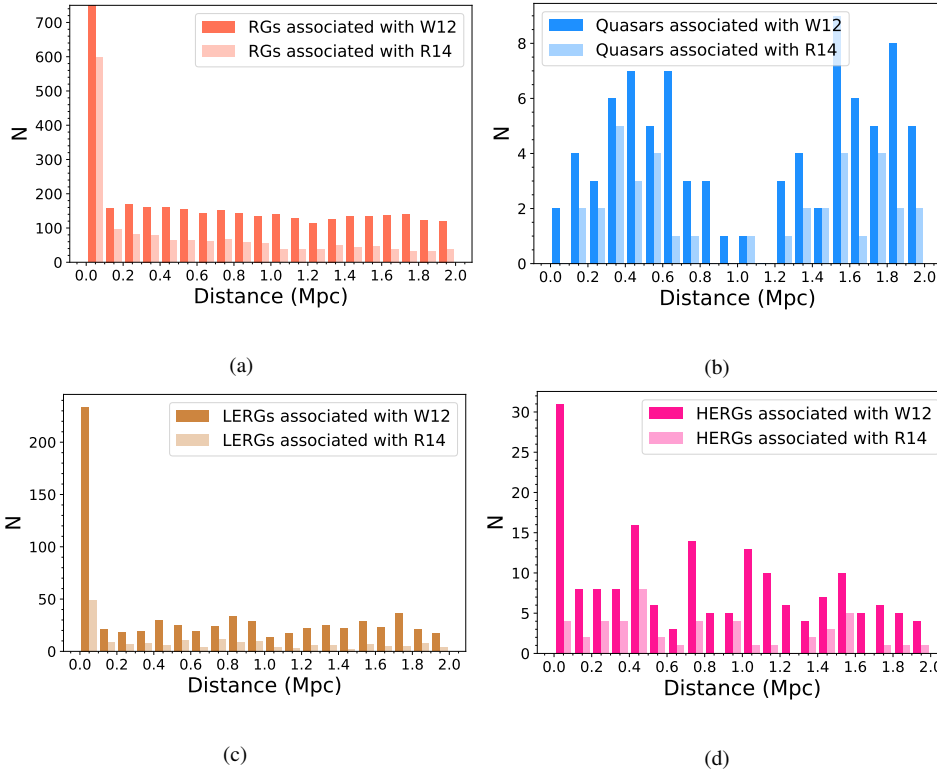 RGs associated with W12
RGs associated with R14
N
700
600
500
400
300
200
100
0
0.0 0.2 0.4 0.6 0.8 1.0 1.2 1.4 1.6 1.8 2.0
Distance (Mpc)
(a)
Quasars associated with W12
Quasars associated with R14
N
8
6
4
2
0
0.0 0.2 0.4 0.6 0.8 1.0 1.2 1.4 1.6 1.8 2.0
Distance (Mpc)
(b)
LERGs associated with W12
LERGs associated with R14
N
200
150
100
50
0
0.0 0.2 0.4 0.6 0.8 1.0 1.2 1.4 1.6 1.8 2.0
Distance (Mpc)
(c)
HERGs associated with W12
HERGs associated with R14
N
30
25
20
15
10
5
0
0.0 0.2 0.4 0.6 0.8 1.0 1.2 1.4 1.6 1.8 2.0
Distance (Mpc)
(d)